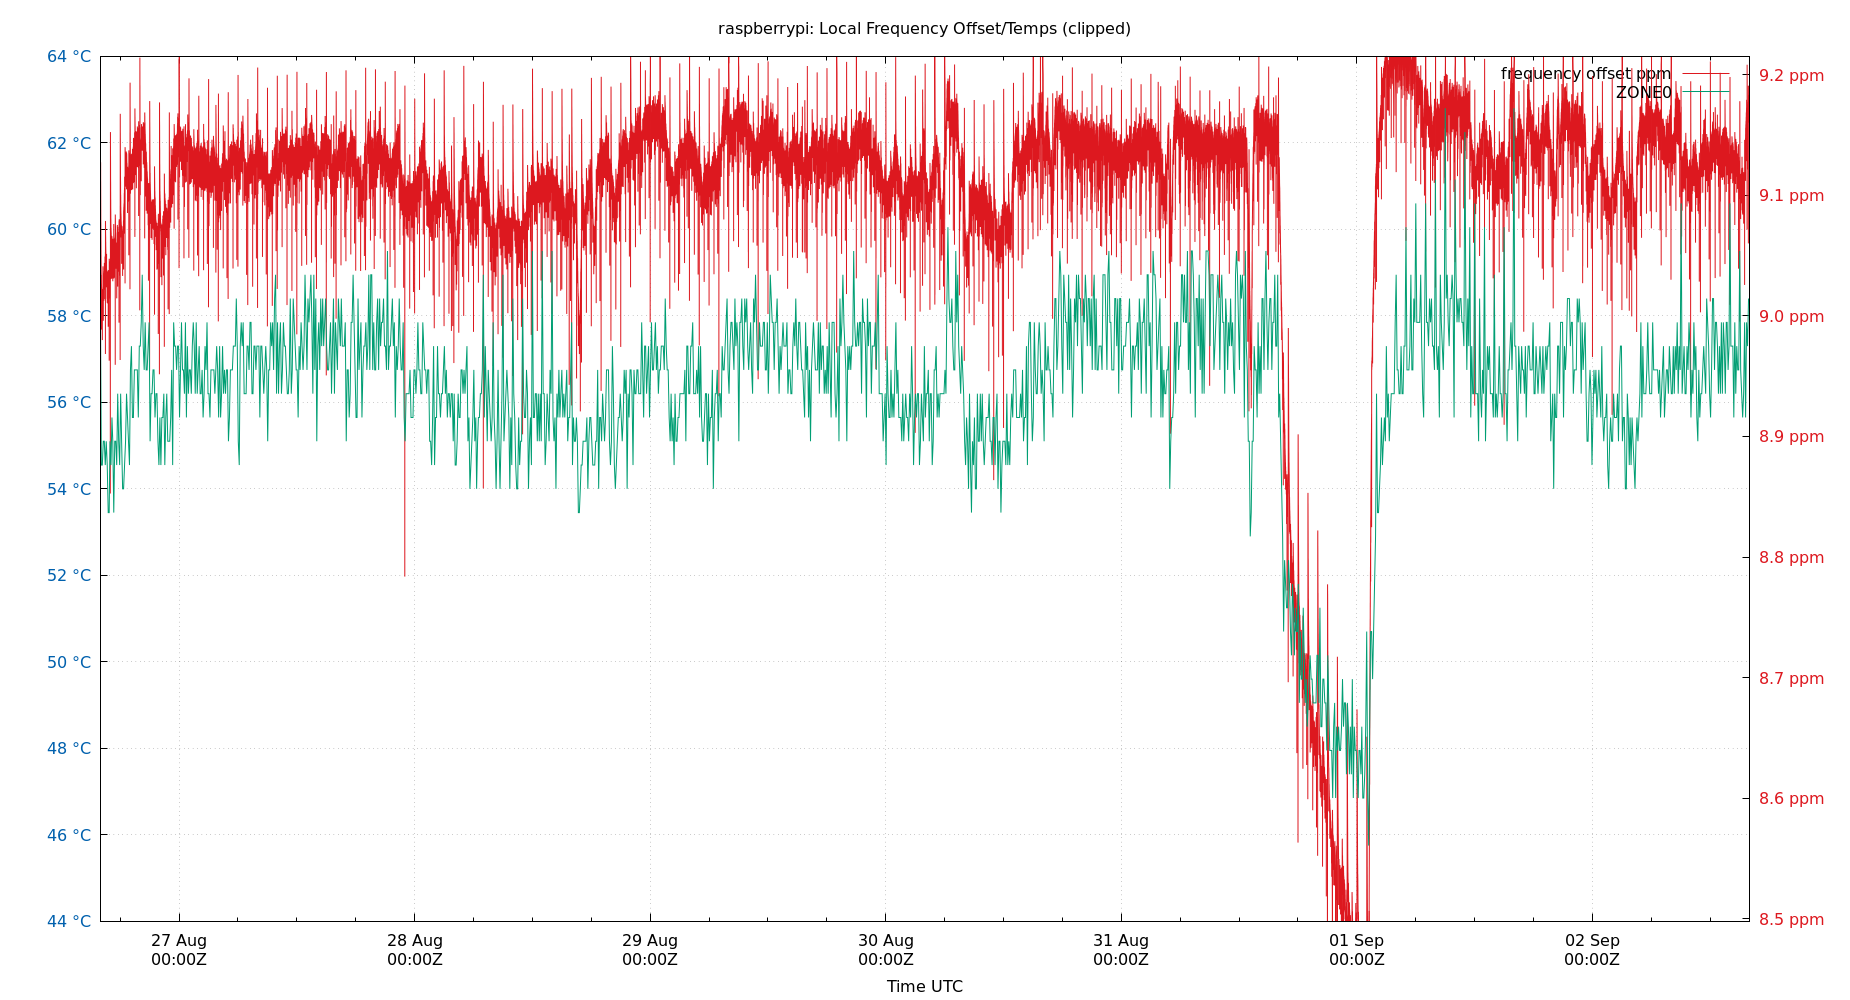 raspberrypi: Local Frequency Offset/Temps (clipped)
frequency offset ppm
ZONE0
64 °C
62 °C
60 °C
58 °C
56 °C
54 °C
52 °C
50 °C
48 °C
46 °C
44 °C
9.2 ppm
9.1 ppm
9.0 ppm
8.9 ppm
8.8 ppm
8.7 ppm
8.6 ppm
8.5 ppm
27 Aug
00:00Z
28 Aug
00:00Z
29 Aug
00:00Z
30 Aug
00:00Z
31 Aug
00:00Z
01 Sep
00:00Z
02 Sep
00:00Z
Time UTC